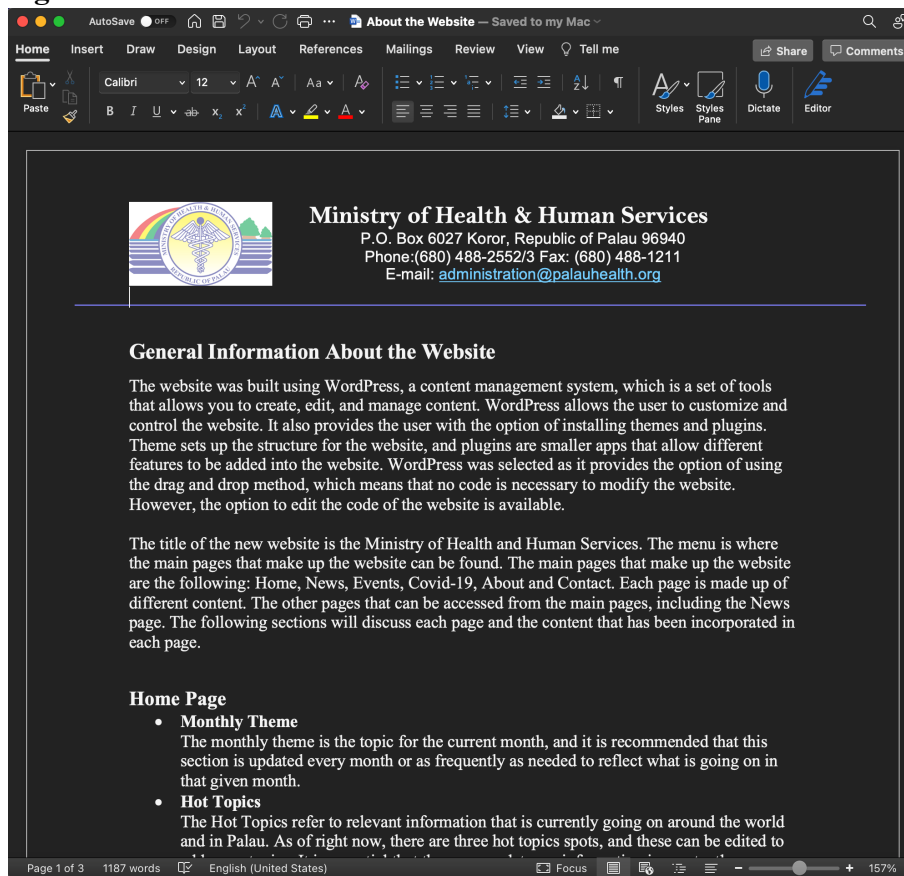 AutoSave OFF ... About the Website — Saved to my Mac
Home Insert Draw Design Layout References Mailings Review View Tell me Share Comments
Paste Calibri 12 A A Aa A Styles Styles Pane Dictate Editor
B I U ab x₂ x² A A
MINISTRY OF HEALTH & HUMAN SERVICES
REPUBLIC OF PALAU
Ministry of Health & Human Services
P.O. Box 6027 Koror, Republic of Palau 96940
Phone:(680) 488-2552/3 Fax: (680) 488-1211
E-mail: administration@palauhealth.org
General Information About the Website
The website was built using WordPress, a content management system, which is a set of tools
that allows you to create, edit, and manage content. WordPress allows the user to customize and
control the website. It also provides the user with the option of installing themes and plugins.
Theme sets up the structure for the website, and plugins are smaller apps that allow different
features to be added into the website. WordPress was selected as it provides the option of using
the drag and drop method, which means that no code is necessary to modify the website.
However, the option to edit the code of the website is available.
The title of the new website is the Ministry of Health and Human Services. The menu is where
the main pages that make up the website can be found. The main pages that make up the website
are the following: Home, News, Events, Covid-19, About and Contact. Each page is made up of
different content. The other pages that can be accessed from the main pages, including the News
page. The following sections will discuss each page and the content that has been incorporated in
each page.
Home Page
• Monthly Theme
The monthly theme is the topic for the current month, and it is recommended that this
section is updated every month or as frequently as needed to reflect what is going on in
that given month.
• Hot Topics
The Hot Topics refer to relevant information that is currently going on around the world
and in Palau. As of right now, there are three hot topics spots, and these can be edited to
Page 1 of 3 1187 words English (United States) Focus 157%